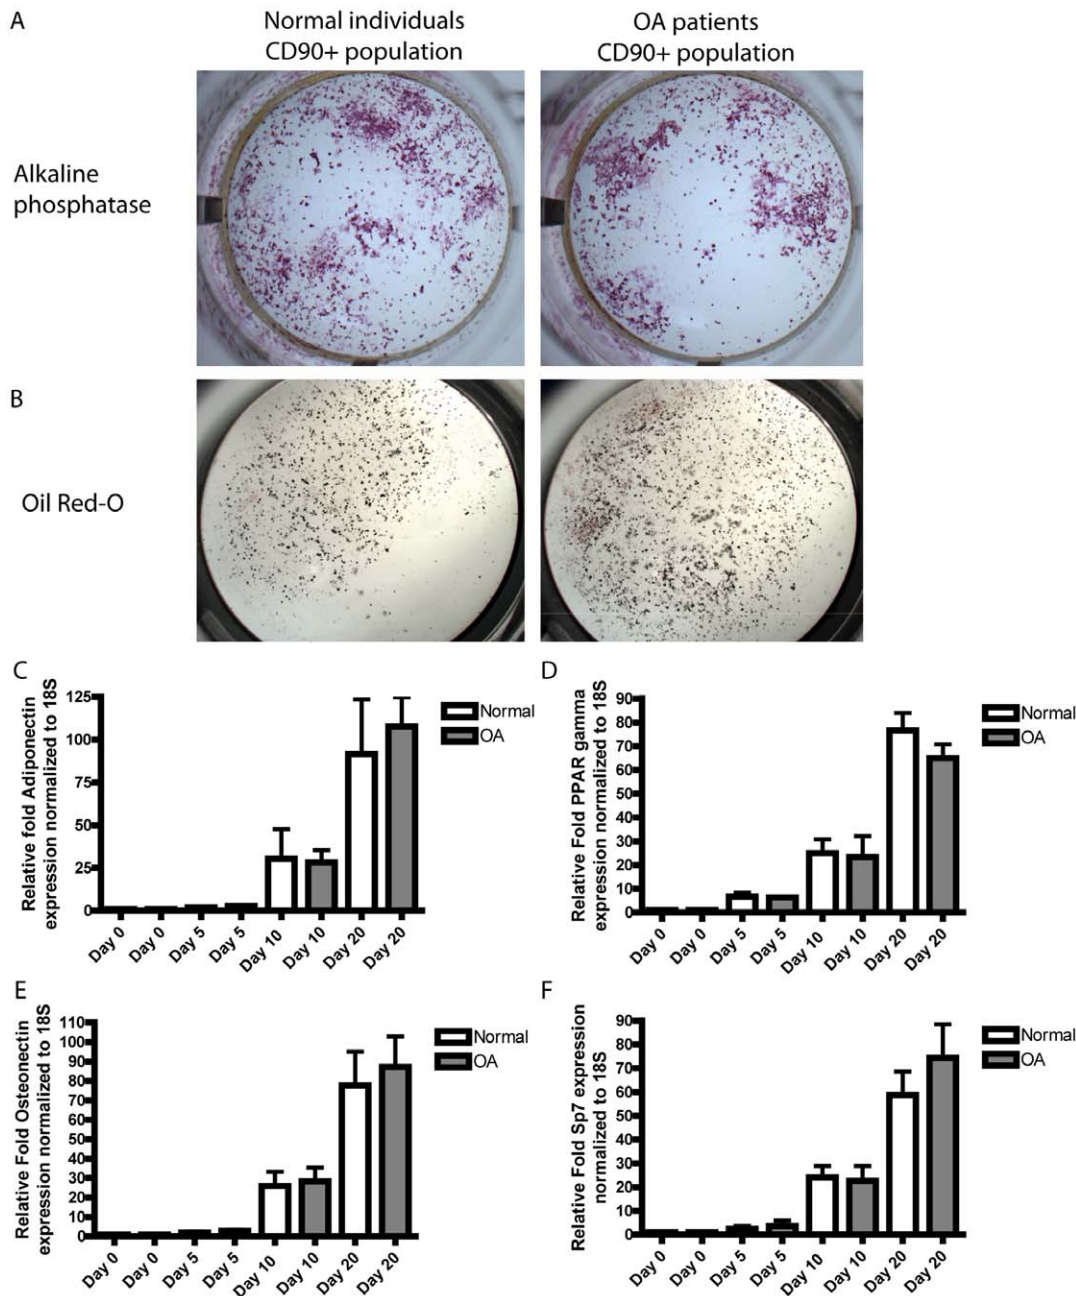 A
Normal individuals
CD90+ population
OA patients
CD90+ population
Alkaline
phosphatase
B
Oil Red-O
C
Relative fold Adiponectin
expression normalized to 18S
125
100
75
50
25
0
Day 0
Day 0
Day 5
Day 5
Day 10
Day 10
Day 20
Day 20
Normal
OA
D
Relative Fold PPAR gamma
expression normalized to 18S
90
80
70
60
50
40
30
20
10
0
Day 0
Day 0
Day 5
Day 5
Day 10
Day 10
Day 20
Day 20
Normal
OA
E
Relative Fold Osteonectin
expression normalized to 18S
110
100
90
80
70
60
50
40
30
20
10
0
Day 0
Day 0
Day 5
Day 5
Day 10
Day 10
Day 20
Day 20
Normal
OA
F
Relative Fold Sp7 expression
normalized to 18S
90
80
70
60
50
40
30
20
10
0
Day 0
Day 0
Day 5
Day 5
Day 10
Day 10
Day 20
Day 20
Normal
OA